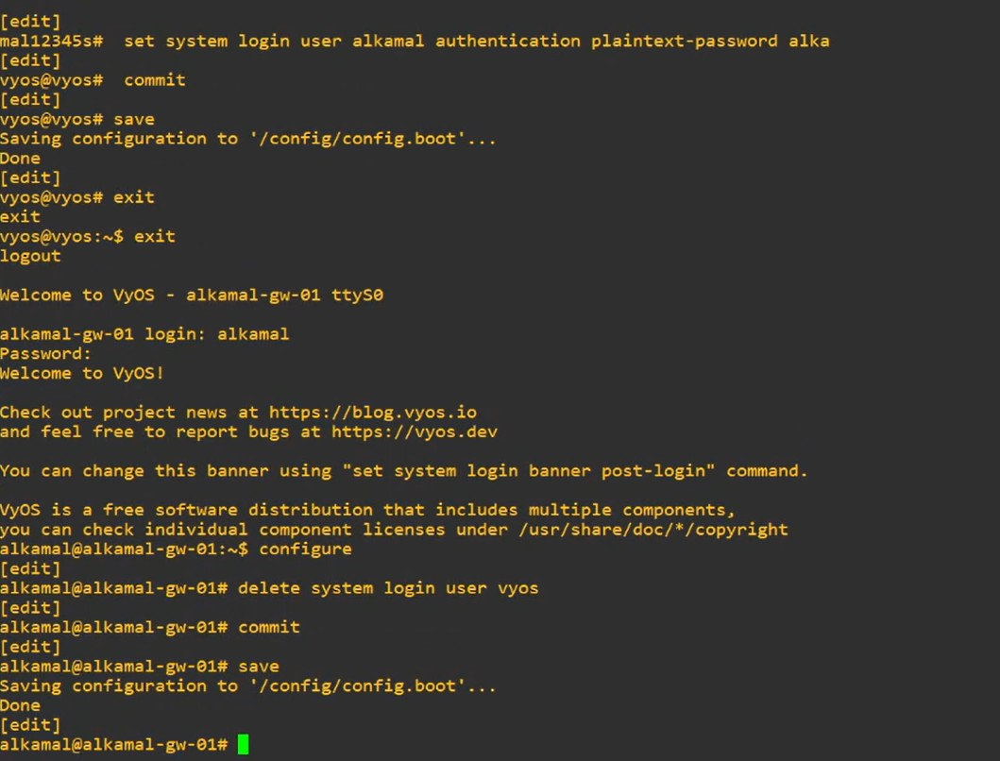 [edit]
mal12345s#  set system login user alkamal authentication plaintext-password alka
[edit]
vyos@vyos#  commit
[edit]
vyos@vyos# save
Saving configuration to '/config/config.boot'...
Done
[edit]
vyos@vyos# exit
exit
vyos@vyos:~$ exit
logout
Welcome to VyOS - alkamal-gw-01 ttyS0
alkamal-gw-01 login: alkamal
Password:
Welcome to VyOS!
Check out project news at https://blog.vyos.io
and feel free to report bugs at https://vyos.dev
You can change this banner using "set system login banner post-login" command.
VyOS is a free software distribution that includes multiple components,
you can check individual component licenses under /usr/share/doc/*/copyright
alkamal@alkamal-gw-01:~$ configure
[edit]
alkamal@alkamal-gw-01# delete system login user vyos
[edit]
alkamal@alkamal-gw-01# commit
[edit]
alkamal@alkamal-gw-01# save
Saving configuration to '/config/config.boot'...
Done
[edit]
alkamal@alkamal-gw-01#